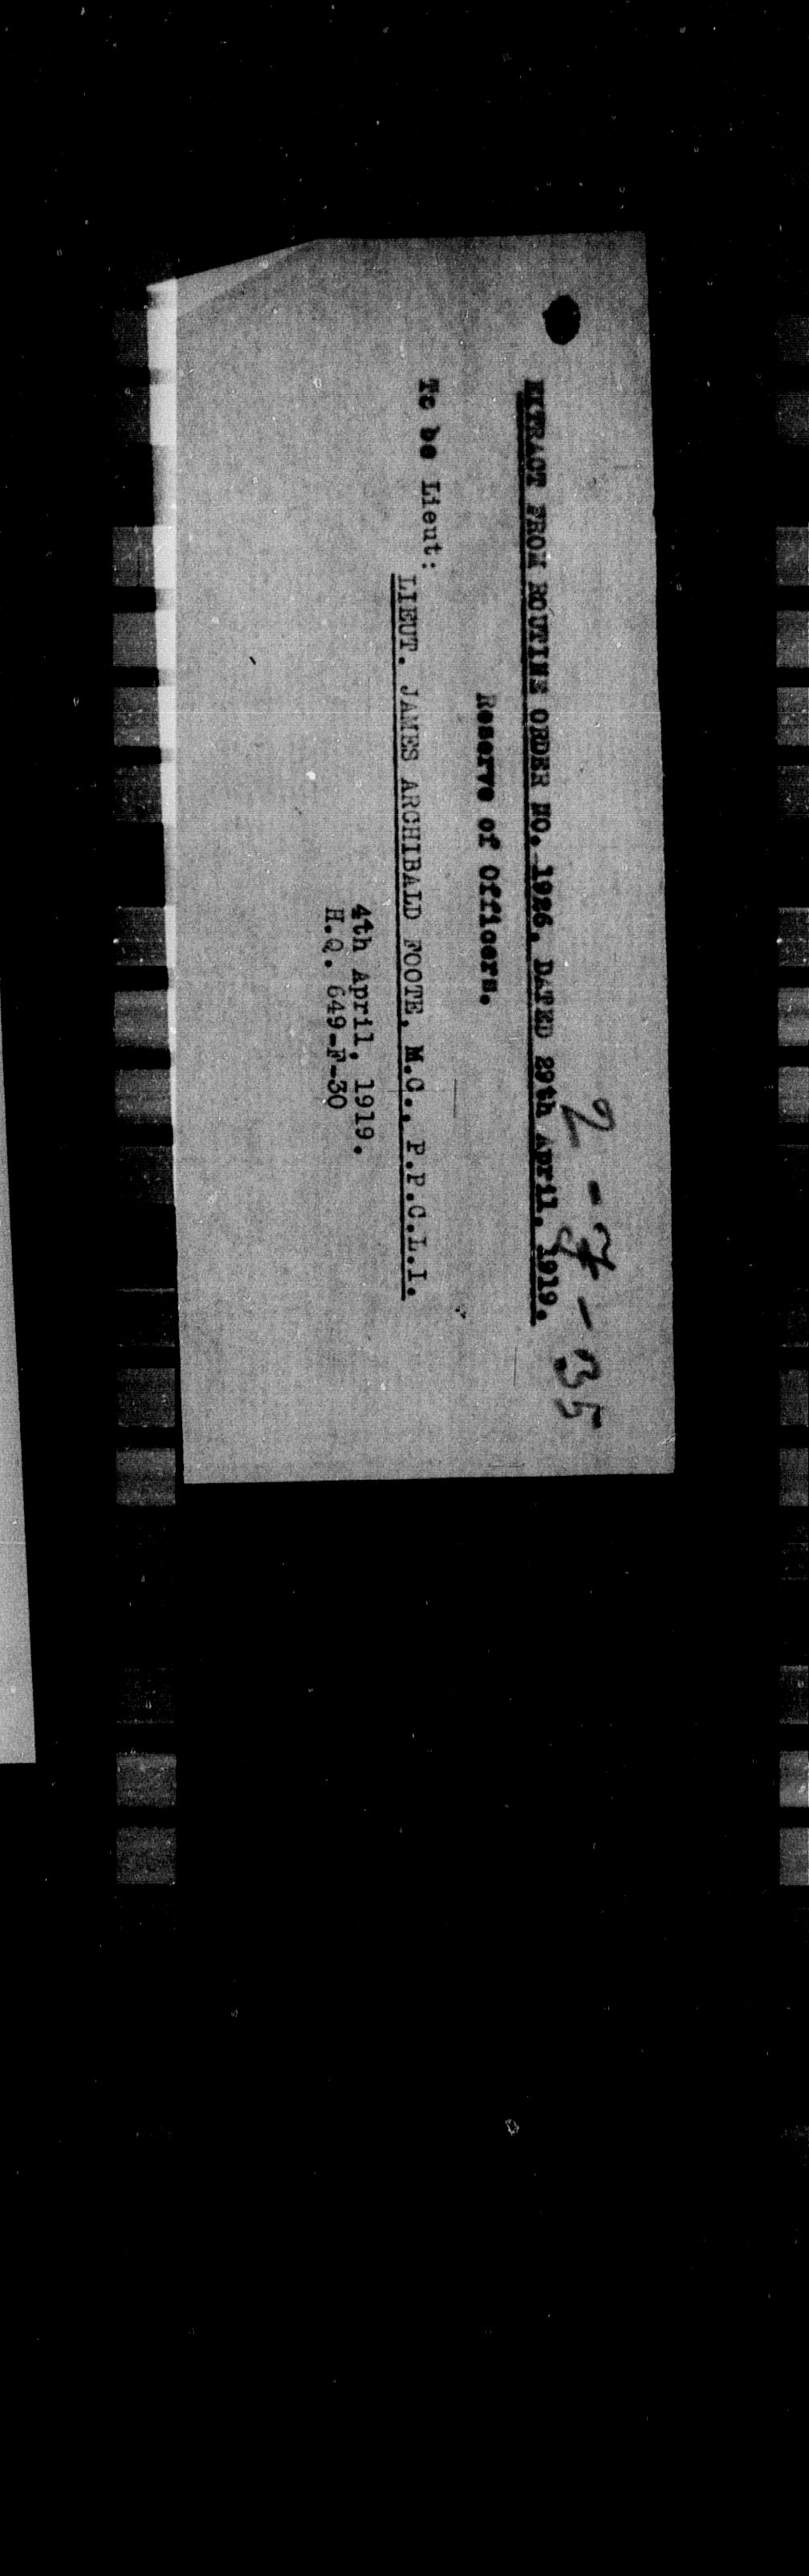 2-7-35
EXTRACT FROM ROUTINE ORDER NO. 1926, DATED 29th April, 1919.
Reserve of Officers.
To be Lieut:
LIEUT. JAMES ARCHIBALD FOOTE, M.C., P.P.C.L.I.
4th April, 1919.
H.Q. 649-F-30